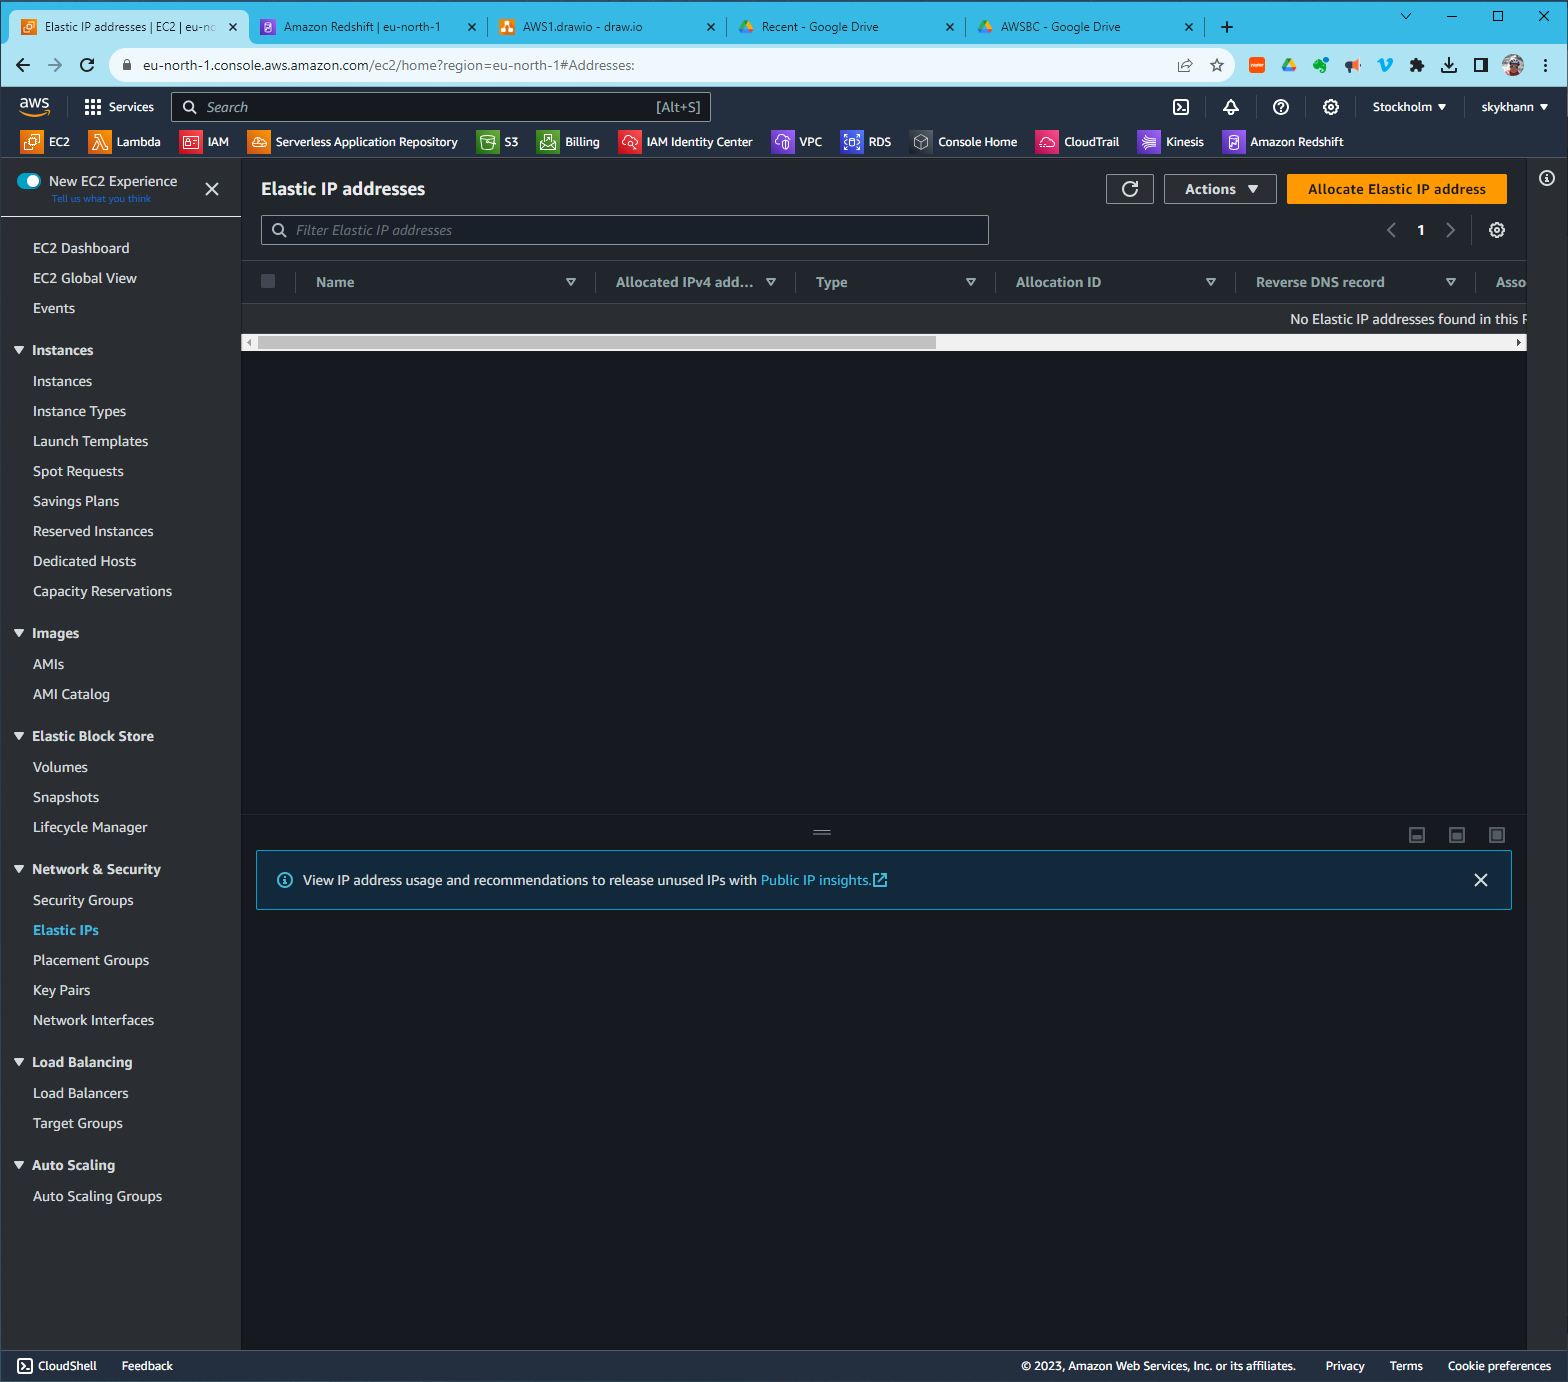 Elastic IP addresses | EC2 | eu-no
Amazon Redshift | eu-north-1
AWS1.drawio - draw.io
Recent - Google Drive
AWSBC - Google Drive
eu-north-1.console.aws.amazon.com/ec2/home?region=eu-north-1#Addresses:
aws
Services
Search
[Alt+S]
Stockholm
skykhann
EC2
Lambda
IAM
Serverless Application Repository
S3
Billing
IAM Identity Center
VPC
RDS
Console Home
CloudTrail
Kinesis
Amazon Redshift
New EC2 Experience
Tell us what you think
EC2 Dashboard
EC2 Global View
Events
Instances
Instances
Instance Types
Launch Templates
Spot Requests
Savings Plans
Reserved Instances
Dedicated Hosts
Capacity Reservations
Images
AMIs
AMI Catalog
Elastic Block Store
Volumes
Snapshots
Lifecycle Manager
Network & Security
Security Groups
Elastic IPs
Placement Groups
Key Pairs
Network Interfaces
Load Balancing
Load Balancers
Target Groups
Auto Scaling
Auto Scaling Groups
Elastic IP addresses
Actions
Allocate Elastic IP address
Filter Elastic IP addresses
1
Name
Allocated IPv4 add...
Type
Allocation ID
Reverse DNS record
Asso
No Elastic IP addresses found in this R
View IP address usage and recommendations to release unused IPs with Public IP insights.
CloudShell
Feedback
© 2023, Amazon Web Services, Inc. or its affiliates.
Privacy
Terms
Cookie preferences